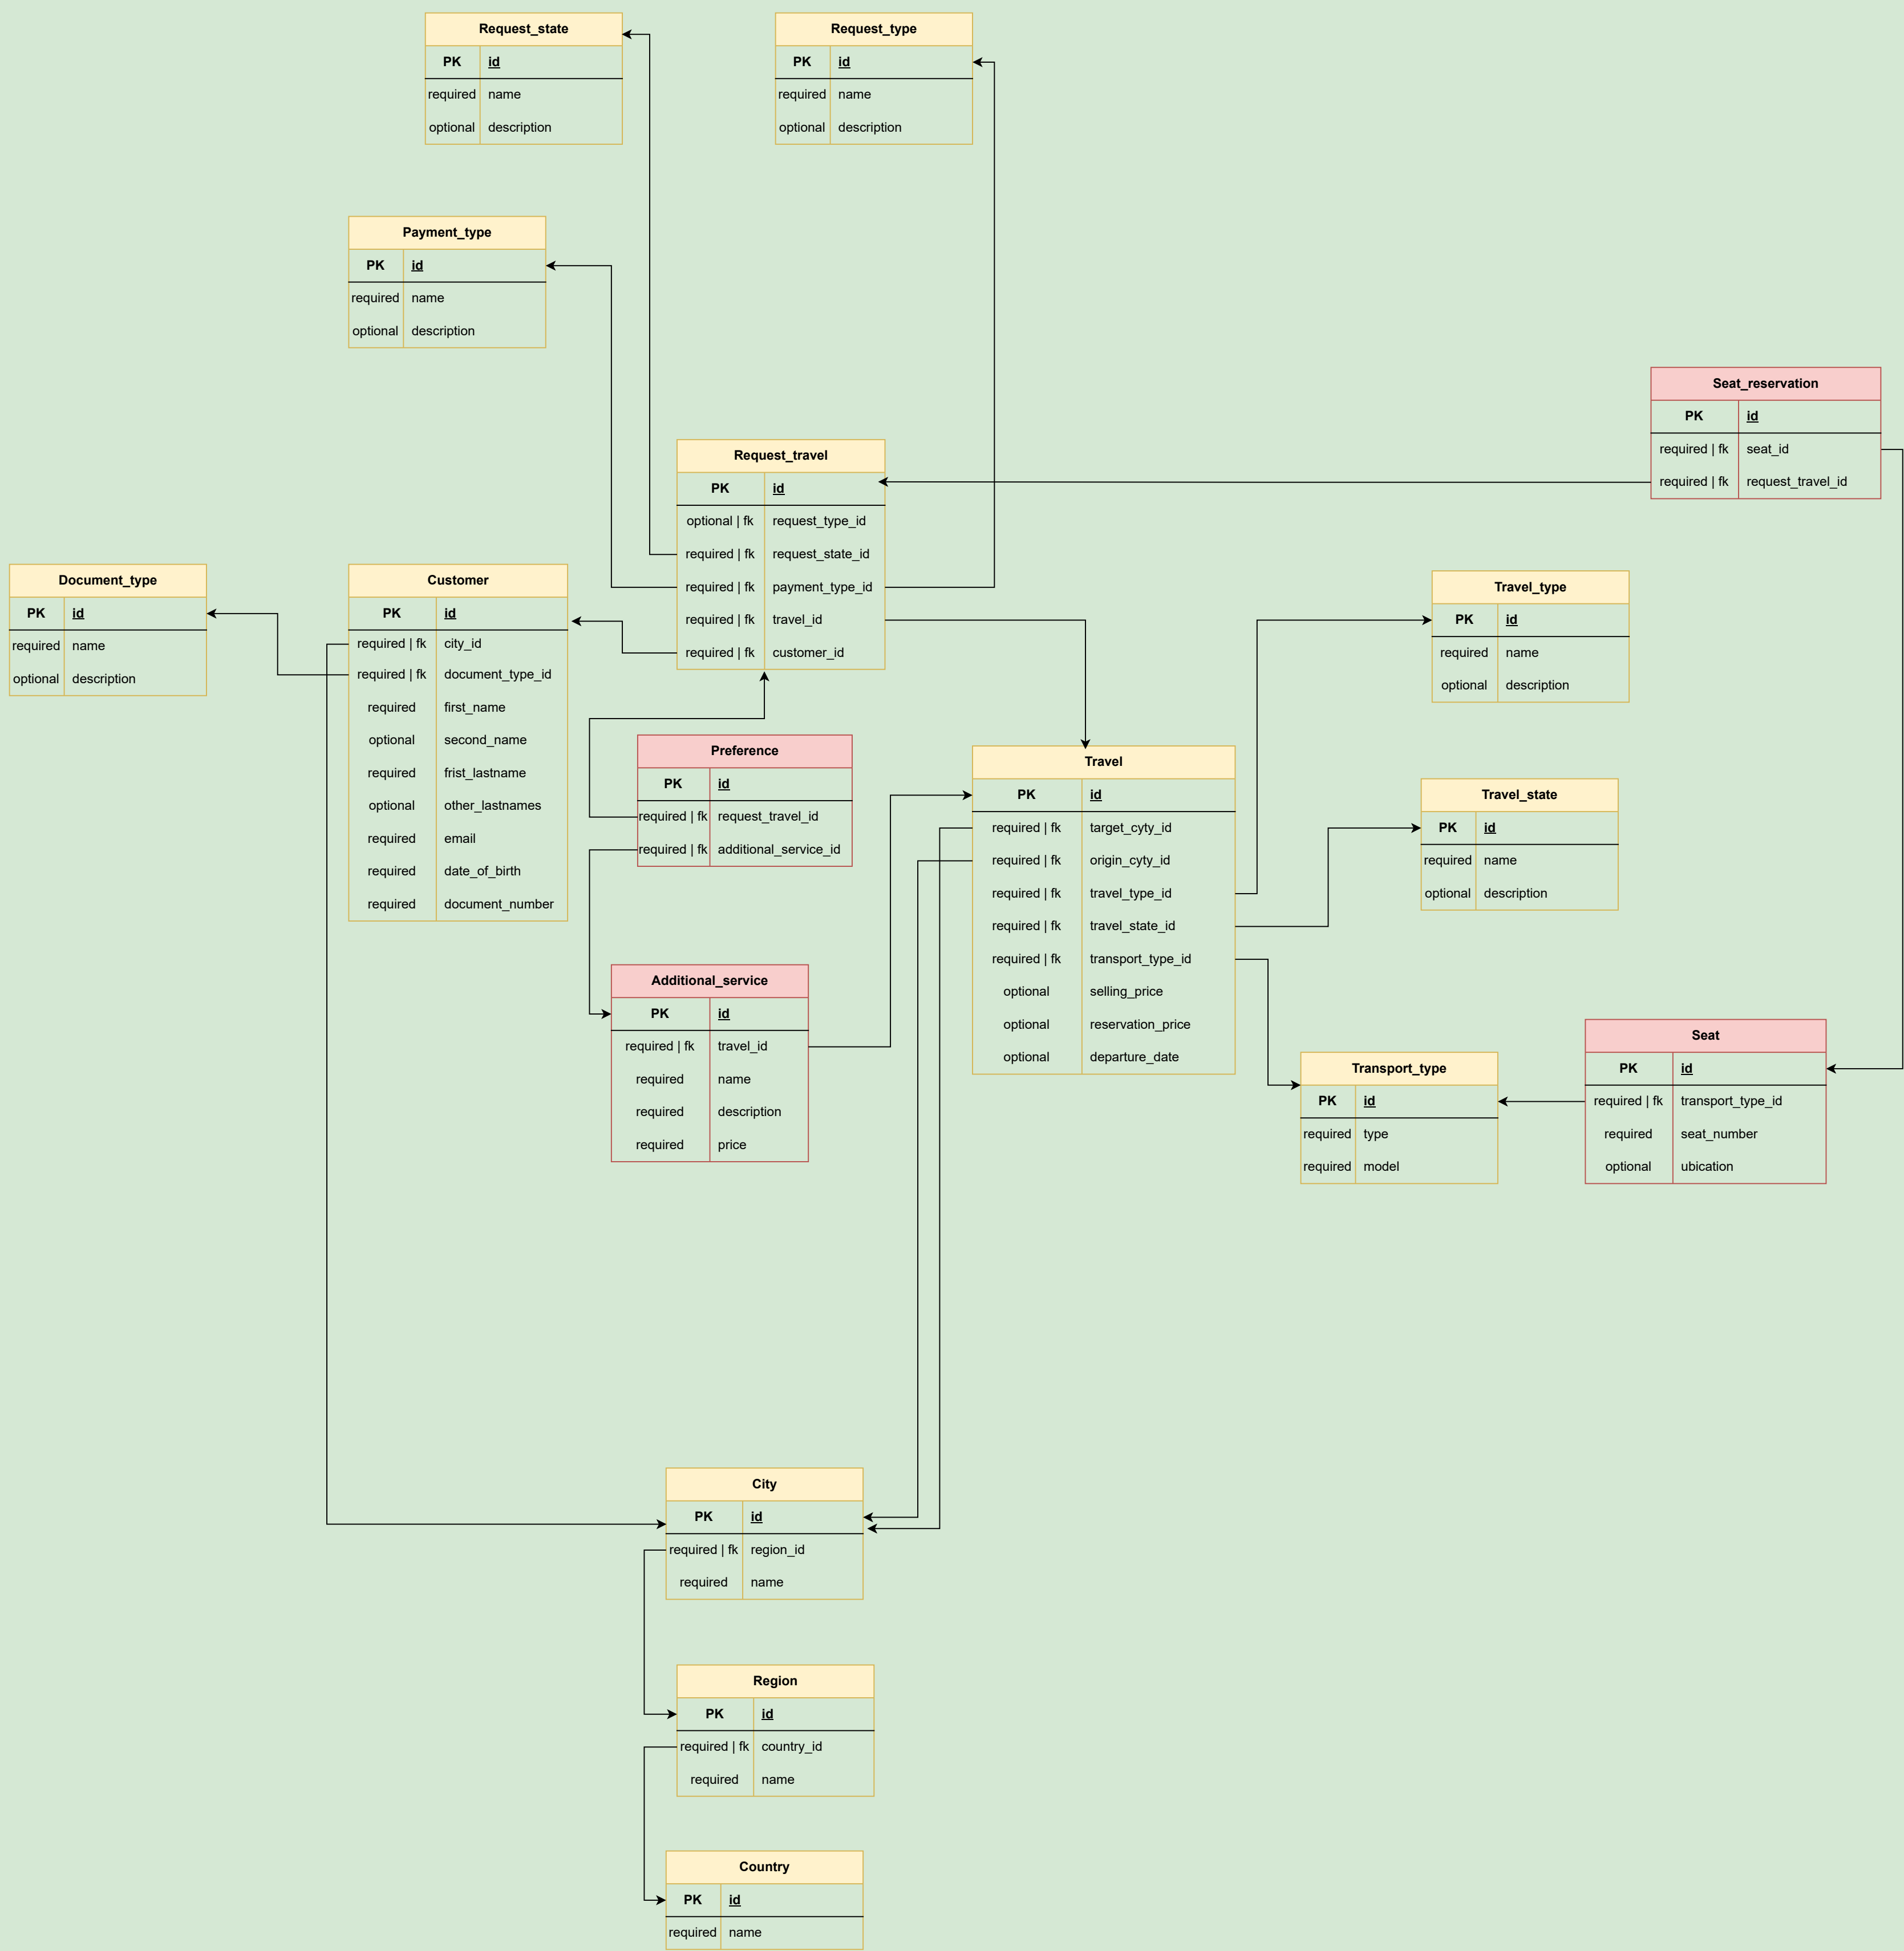 Request_state
PK id
required name
optional description
Request_type
PK id
required name
optional description
Payment_type
PK id
required name
optional description
Seat_reservation
PK id
required | fk seat_id
required | fk request_travel_id
Request_travel
PK id
optional | fk request_type_id
required | fk request_state_id
required | fk payment_type_id
required | fk travel_id
required | fk customer_id
Document_type
PK id
required name
optional description
Customer
PK id
required | fk city_id
required | fk document_type_id
required first_name
optional second_name
required frist_lastname
optional other_lastnames
required email
required date_of_birth
required document_number
Travel_type
PK id
required name
optional description
Preference
PK id
required | fk request_travel_id
required | fk additional_service_id
Travel
PK id
required | fk target_cyty_id
required | fk origin_cyty_id
required | fk travel_type_id
required | fk travel_state_id
required | fk transport_type_id
optional selling_price
optional reservation_price
optional departure_date
Travel_state
PK id
required name
optional description
Additional_service
PK id
required | fk travel_id
required name
required description
required price
Transport_type
PK id
required type
required model
Seat
PK id
required | fk transport_type_id
required seat_number
optional ubication
City
PK id
required | fk region_id
required name
Region
PK id
required | fk country_id
required name
Country
PK id
required name